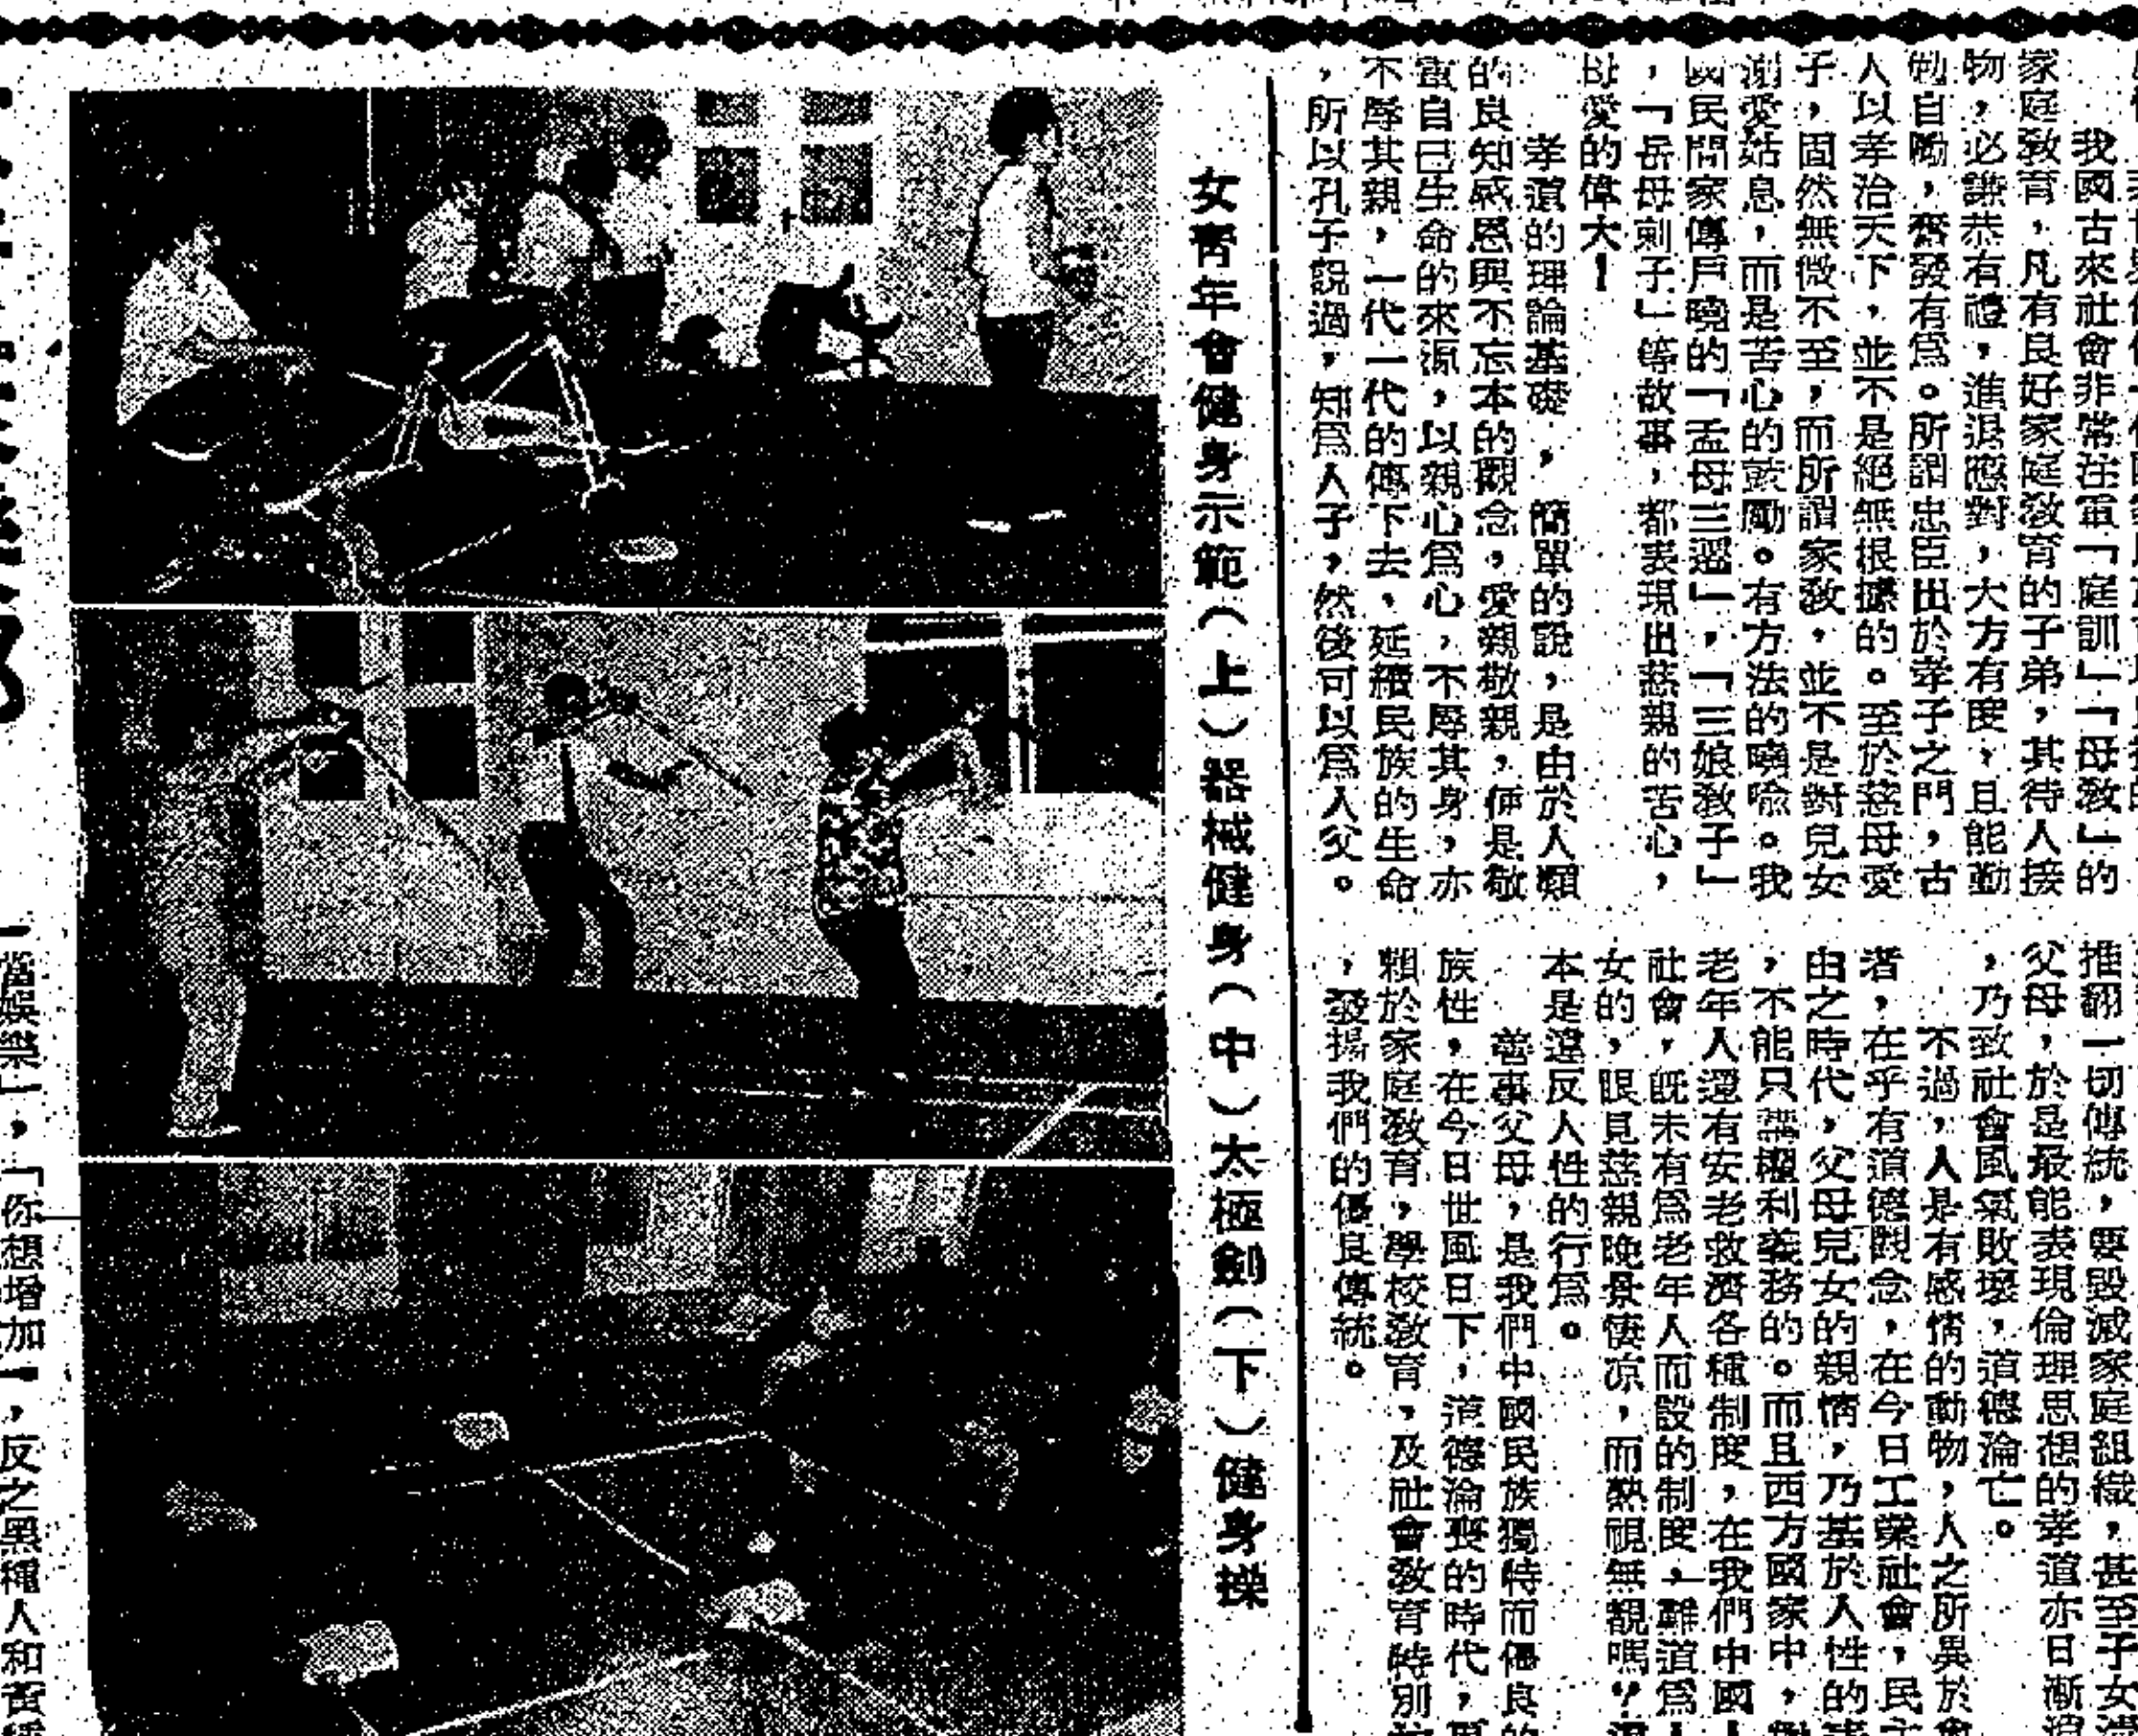 我國古來社會非常注重「庭訓」「母教」的
家庭教育，凡有良好家庭教育的子弟，其待人接
物，必謙恭有禮，進退應對，大方有度，且能勤
勉自勵，奮發有爲。所謂忠臣出於孝子之門，古
人以孝治天下，並不是絕無根據的。至於慈母愛
子，固然無微不至，而所謂家教，並不是對兒女
溺愛姑息，而是苦心的鼓勵。有方法的曉喩。我
國民間家傳戶曉的「孟母三遷」，「三娘教子」
，「岳母刺子」等故事，都表現出慈親的苦心，
母愛的偉大！
孝道的理論基礎，簡單的說，是由於人類
的良知感恩與不忘本的觀念，愛親敬親，便是敬
重自己生命的來源，以親心爲心，不辱其身，亦
不辱其親，一代一代的傳下去，延續民族的生命
，所以孔子說過，知爲人子，然後可以爲人父。
推翻一切傳統，要毀滅家庭組織，甚至子女
父母，於是最能表現倫理思想的孝道亦日漸
，乃致社會風氣敗壞，道德淪亡。
不過，人是有感情的動物，人之所異於
者，在乎有道德觀念，在今日工業社會，民
由之時代，父母兒女的親情，乃基於人性的
，不能只講權利義務的。而且西方國家中，
老年人還有安老救濟各種制度，在我們中國
社會，旣未有爲老年人而設的制度，難道爲
女的，眼見慈親晚景悽凉，而熟視無覩嗎？
本是違反人性的行爲。
善事父母，是我們中國民族獨特而優良的
族性，在今日世風日下，道德淪喪的時代，
賴於家庭教育，學校教育，及社會教育特別
，發揚我們的優良傳統。
女青年會健身示範（上）器械健身（中）太極劍（下）健身操
當娛樂」，「你想增加」，反之黑種人和黃